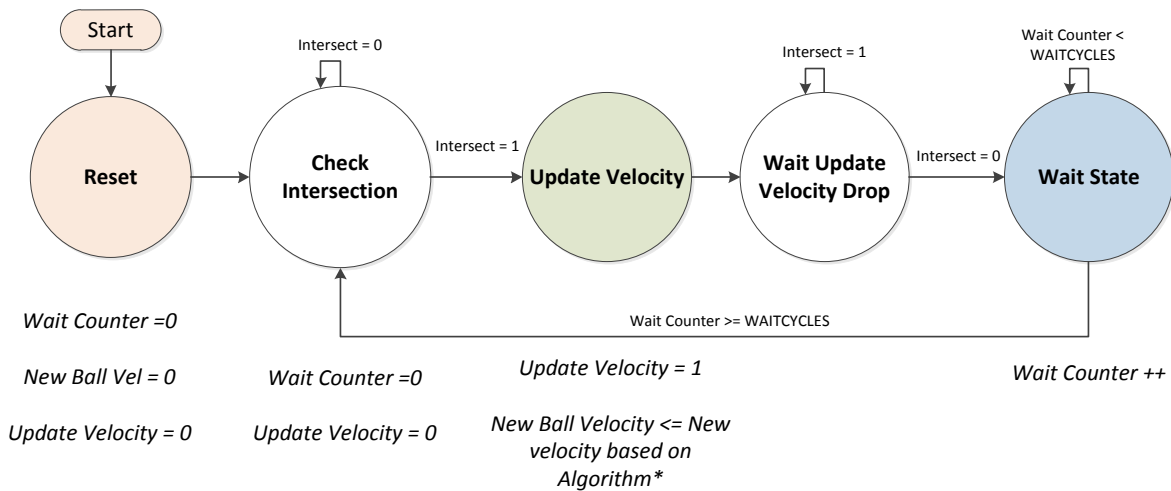 Start
Reset
Intersect = 0
Check
Intersection
Intersect = 1
Update Velocity
Intersect = 1
Wait Update
Velocity Drop
Intersect = 0
Wait Counter <
WAITCYCLES
Wait State
Wait Counter >= WAITCYCLES
Wait Counter =0
New Ball Vel = 0
Update Velocity = 0
Wait Counter =0
Update Velocity = 0
Update Velocity = 1
New Ball Velocity <= New
velocity based on
Algorithm*
Wait Counter ++